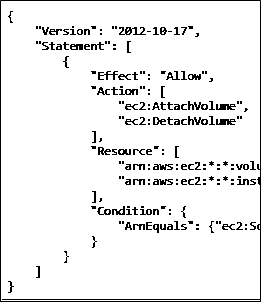 {
"Version": "2012-10-17",
"Statement": [
{
"Effect": "Allow",
"Action": [
"ec2:AttachVolume",
"ec2:DetachVolume"
],
"Resource": [
"arn:aws:ec2:*:*:volu
"arn:aws:ec2:*:*:inst
],
"Condition": {
"ArnEquals": {"ec2:So
}
}
]
}